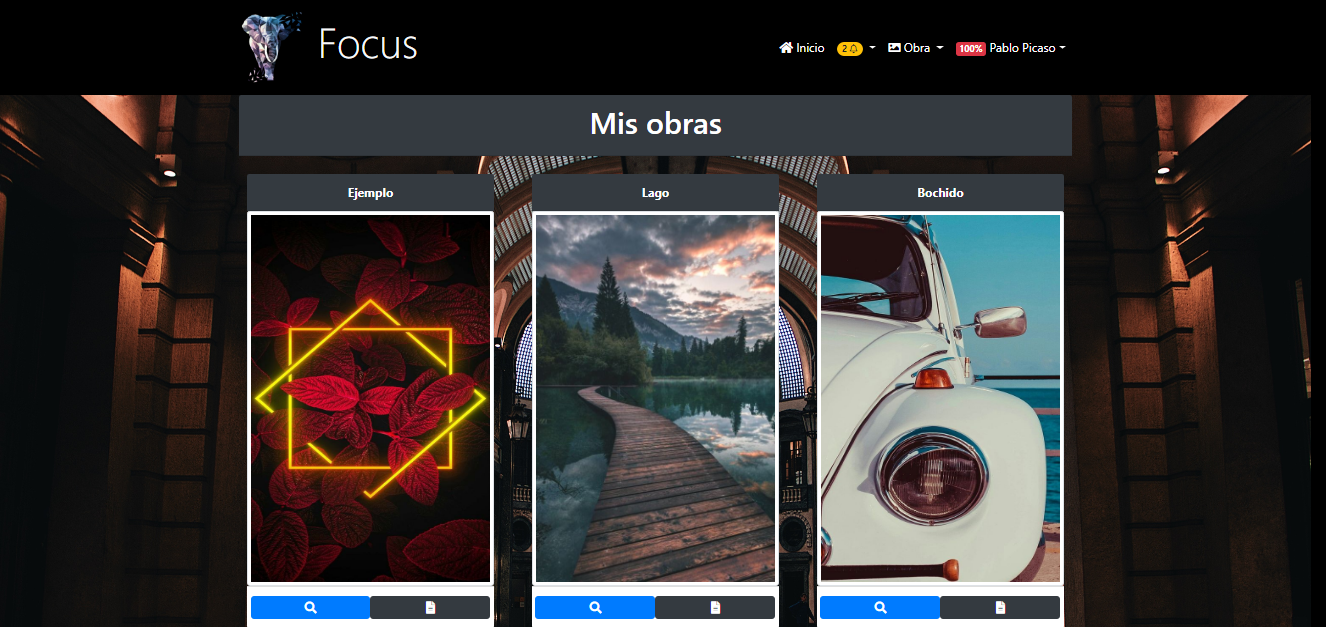 Focus
Inicio
2
Obra
100% Pablo Picaso
Mis obras
Ejemplo
Lago
Bochido